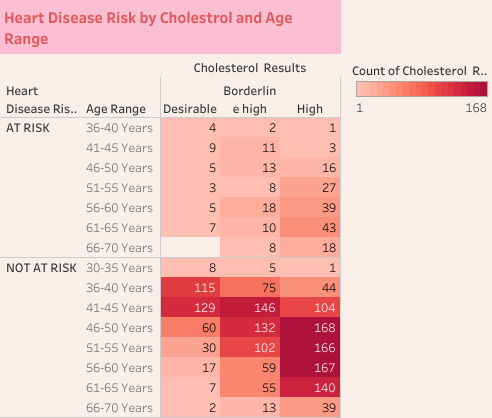 Heart Disease Risk by Cholestrol and Age
Range
Cholesterol Results
Heart
Disease Ris.. Age Range Desirable Borderlin
e high High
AT RISK 36-40 Years 4 2 1
41-45 Years 9 11 3
46-50 Years 5 13 16
51-55 Years 3 8 27
56-60 Years 5 18 39
61-65 Years 7 10 43
66-70 Years 8 18
NOT AT RISK 30-35 Years 8 5 1
36-40 Years 115 75 44
41-45 Years 129 146 104
46-50 Years 60 132 168
51-55 Years 30 102 166
56-60 Years 17 59 167
61-65 Years 7 55 140
66-70 Years 2 13 39
Count of Cholesterol R..
1 168